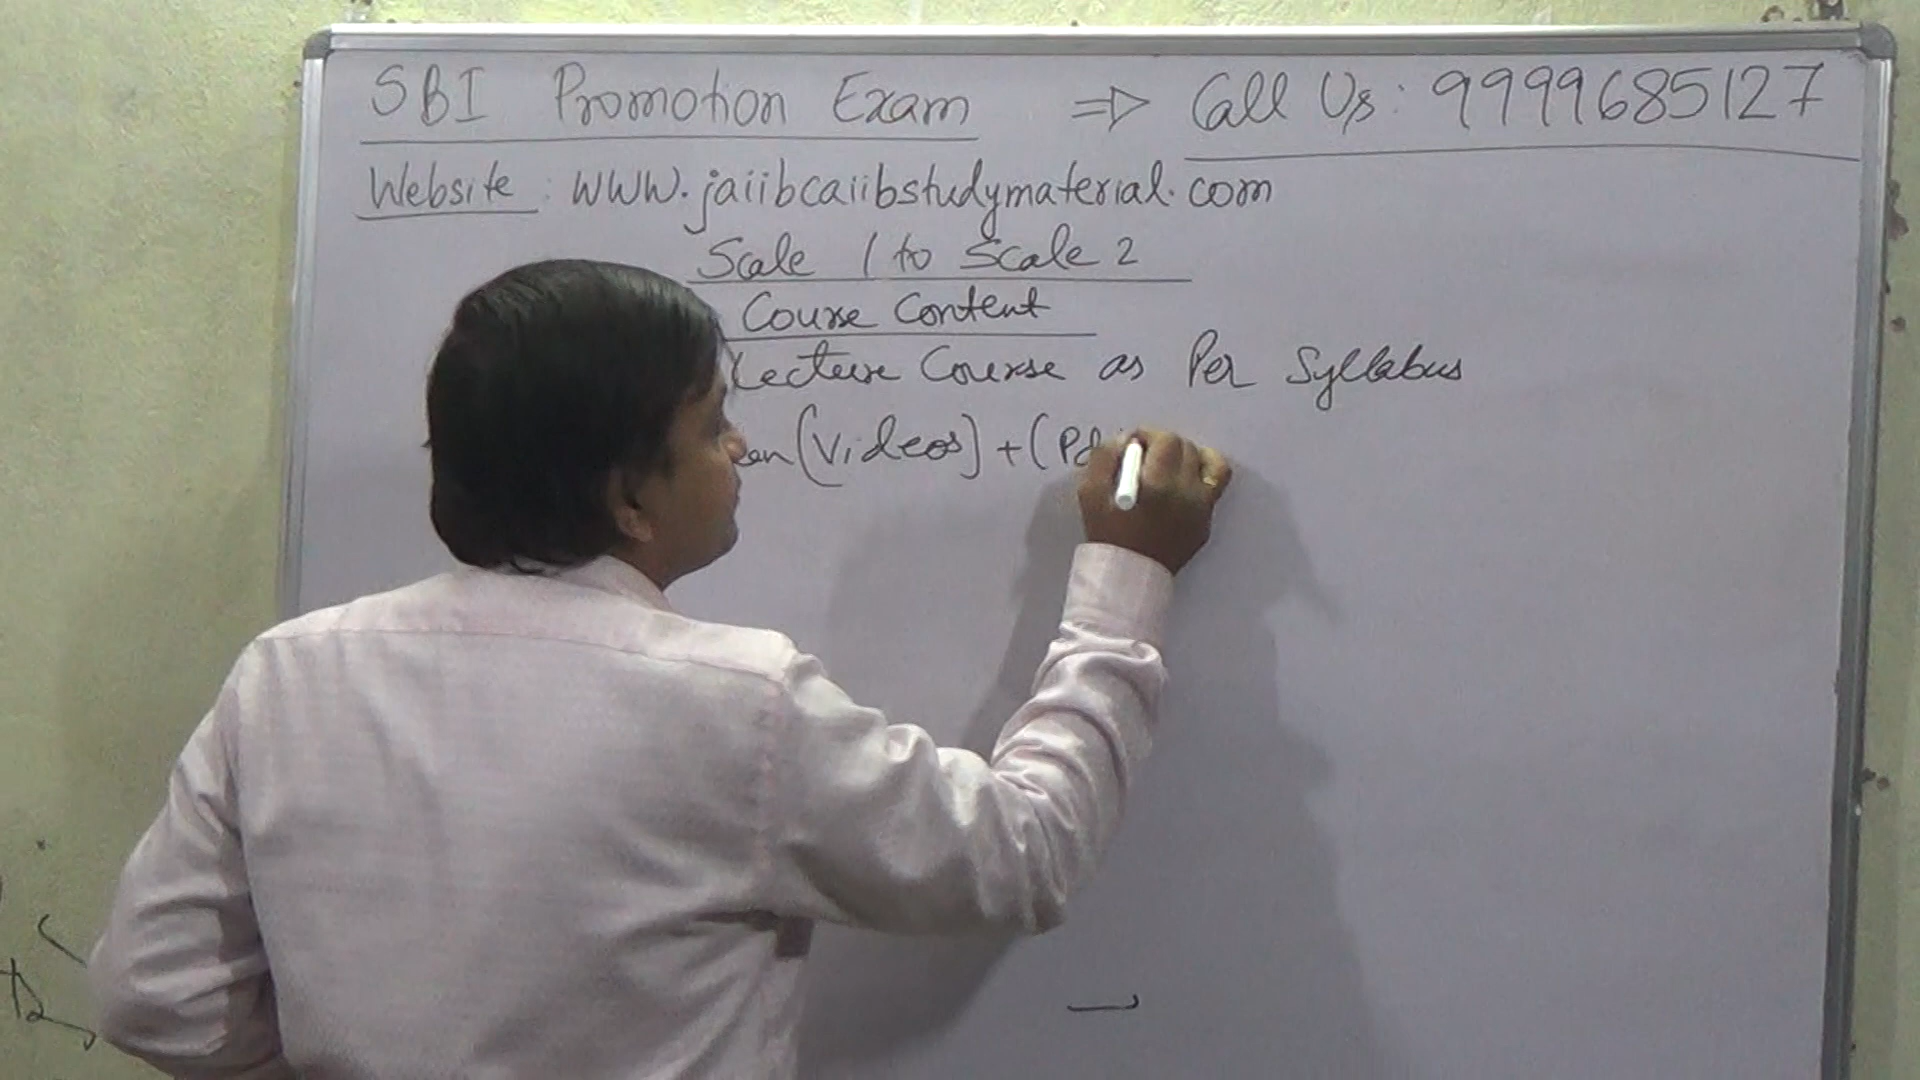 SBI Promotion Exam => Call Us: 9999685127
Website: www.jaiibcaiibstudymaterial.com
Scale 1 to Scale 2
Course Content
Lecture Course as Per Syllabus
(Videos) + (Pd